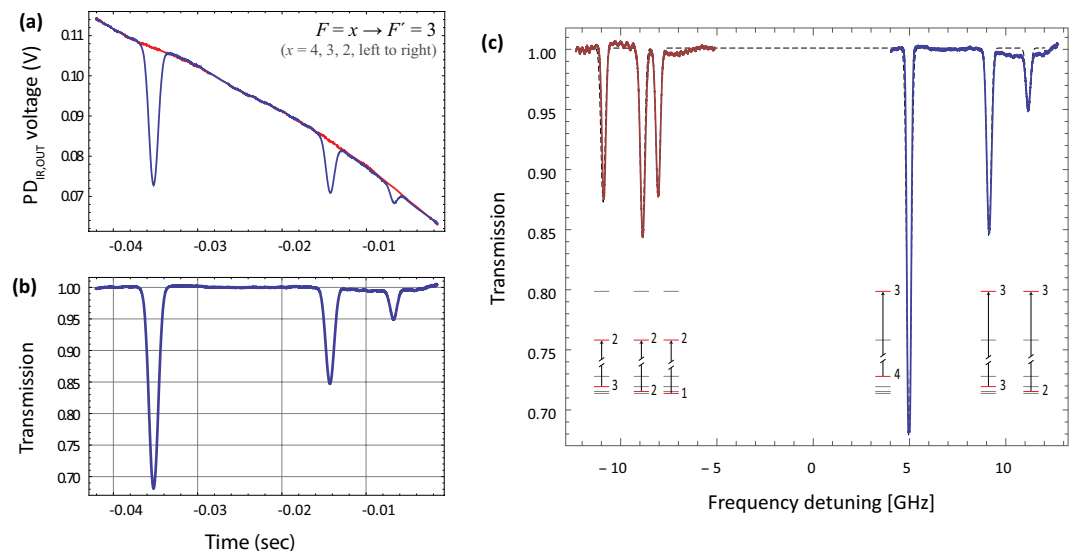 (a)
F = x → F′ = 3
(x = 4, 3, 2, left to right)
PD_IR,OUT voltage (V)
0.11
0.10
0.09
0.08
0.07
-0.04 -0.03 -0.02 -0.01
(b)
Transmission
1.00
0.95
0.90
0.85
0.80
0.75
0.70
-0.04 -0.03 -0.02 -0.01
Time (sec)
(c)
Transmission
1.00
0.95
0.90
0.85
0.80
0.75
0.70
3 3 3
2 2 2
4
3 2 1 3 2
– 10 – 5 0 5 10
Frequency detuning [GHz]